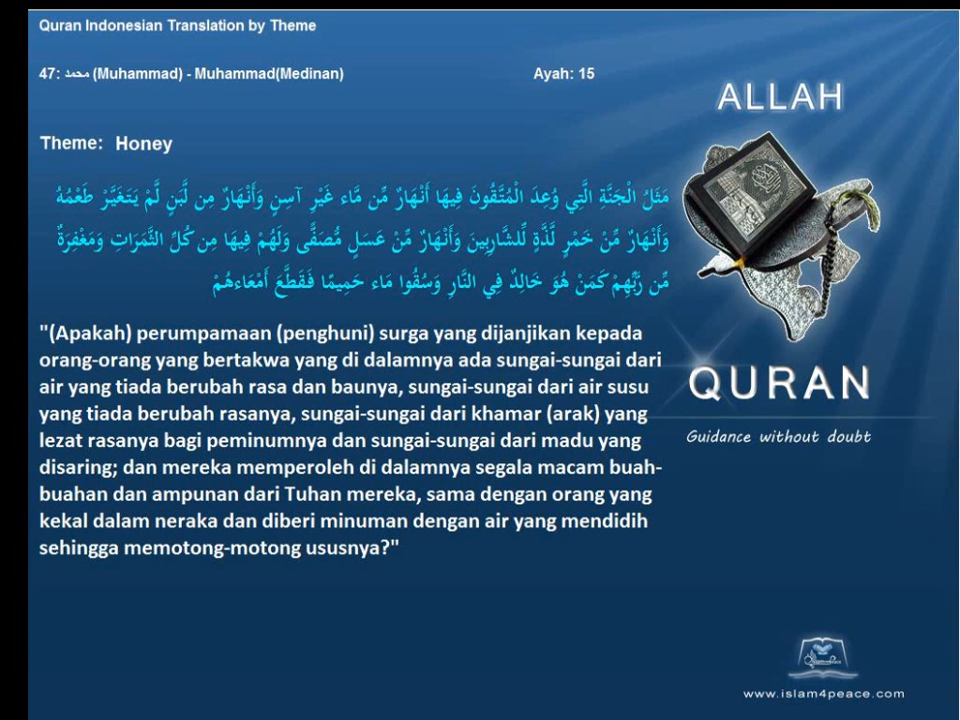 Quran Indonesian Translation by Theme
47: محمد (Muhammad) - Muhammad(Medinan) Ayah: 15
Theme: Honey
مَثَلُ الْجَنَّةِ الَّتِي وُعِدَ الْمُتَّقُونَ فِيهَا أَنْهَارٌ مِّن مَّاء غَيْرِ آسِنٍ وَأَنْهَارٌ مِن لَّبَنٍ لَّمْ يَتَغَيَّرْ طَعْمُهُ
وَأَنْهَارٌ مِّنْ خَمْرٍ لَّذَّةٍ لِّلشَّارِبِينَ وَأَنْهَارٌ مِّنْ عَسَلٍ مُّصَفًّى وَلَهُمْ فِيهَا مِن كُلِّ الثَّمَرَاتِ وَمَغْفِرَةٌ
مِّن رَّبِّهِمْ كَمَنْ هُوَ خَالِدٌ فِي النَّارِ وَسُقُوا مَاء حَمِيمًا فَقَطَّعَ أَمْعَاءهُمْ
"(Apakah) perumpamaan (penghuni) surga yang dijanjikan kepada
orang-orang yang bertakwa yang di dalamnya ada sungai-sungai dari
air yang tiada berubah rasa dan baunya, sungai-sungai dari air susu
yang tiada berubah rasanya, sungai-sungai dari khamar (arak) yang
lezat rasanya bagi peminumnya dan sungai-sungai dari madu yang
disaring; dan mereka memperoleh di dalamnya segala macam buah-
buahan dan ampunan dari Tuhan mereka, sama dengan orang yang
kekal dalam neraka dan diberi minuman dengan air yang mendidih
sehingga memotong-motong ususnya?"
ALLAH
QURAN
Guidance without doubt
www.islam4peace.com